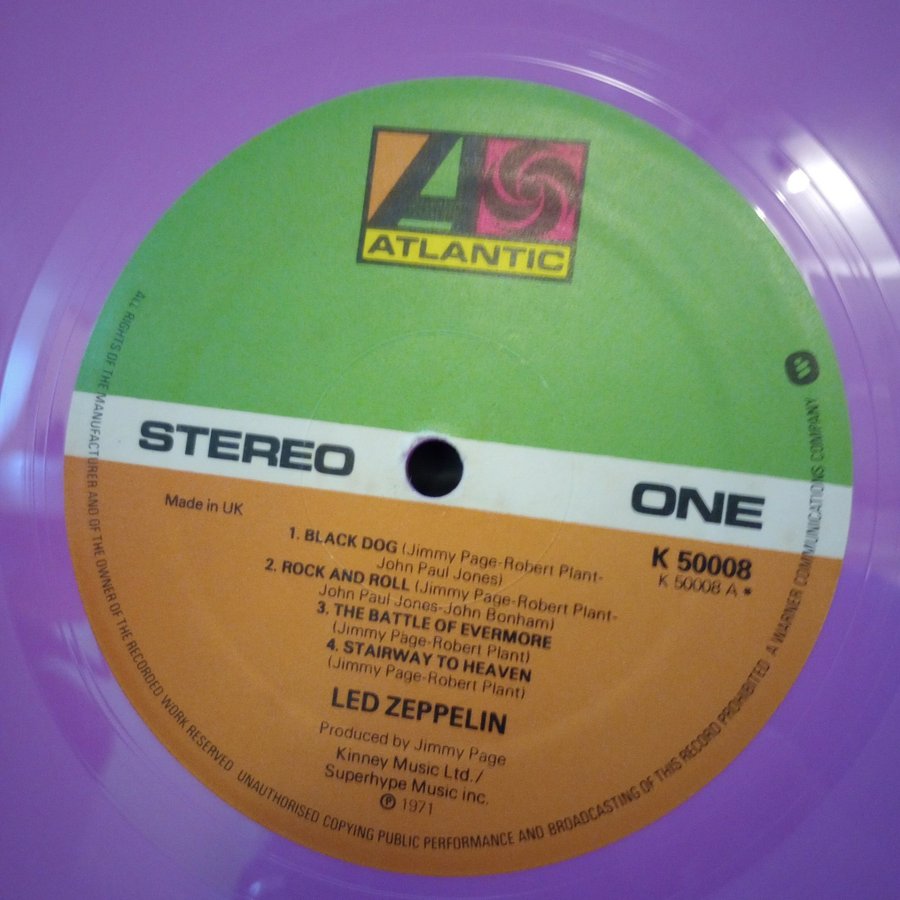 ATLANTIC
STEREO
ONE
Made in UK
K 50008
K 50008 A *
1. BLACK DOG (Jimmy Page-Robert Plant-
John Paul Jones)
2. ROCK AND ROLL (Jimmy Page-Robert Plant-
John Paul Jones-John Bonham)
3. THE BATTLE OF EVERMORE
(Jimmy Page-Robert Plant)
4. STAIRWAY TO HEAVEN
(Jimmy Page-Robert Plant)
LED ZEPPELIN
Produced by Jimmy Page
Kinney Music Ltd./
Superhype Music inc.
℗ 1971
ALL RIGHTS OF THE MANUFACTURER AND OF THE OWNER OF THE RECORDED WORK RESERVED UNAUTHORISED COPYING PUBLIC PERFORMANCE AND BROADCASTING OF THIS RECORD PROHIBITED A WARNER COMMUNICATIONS COMPANY